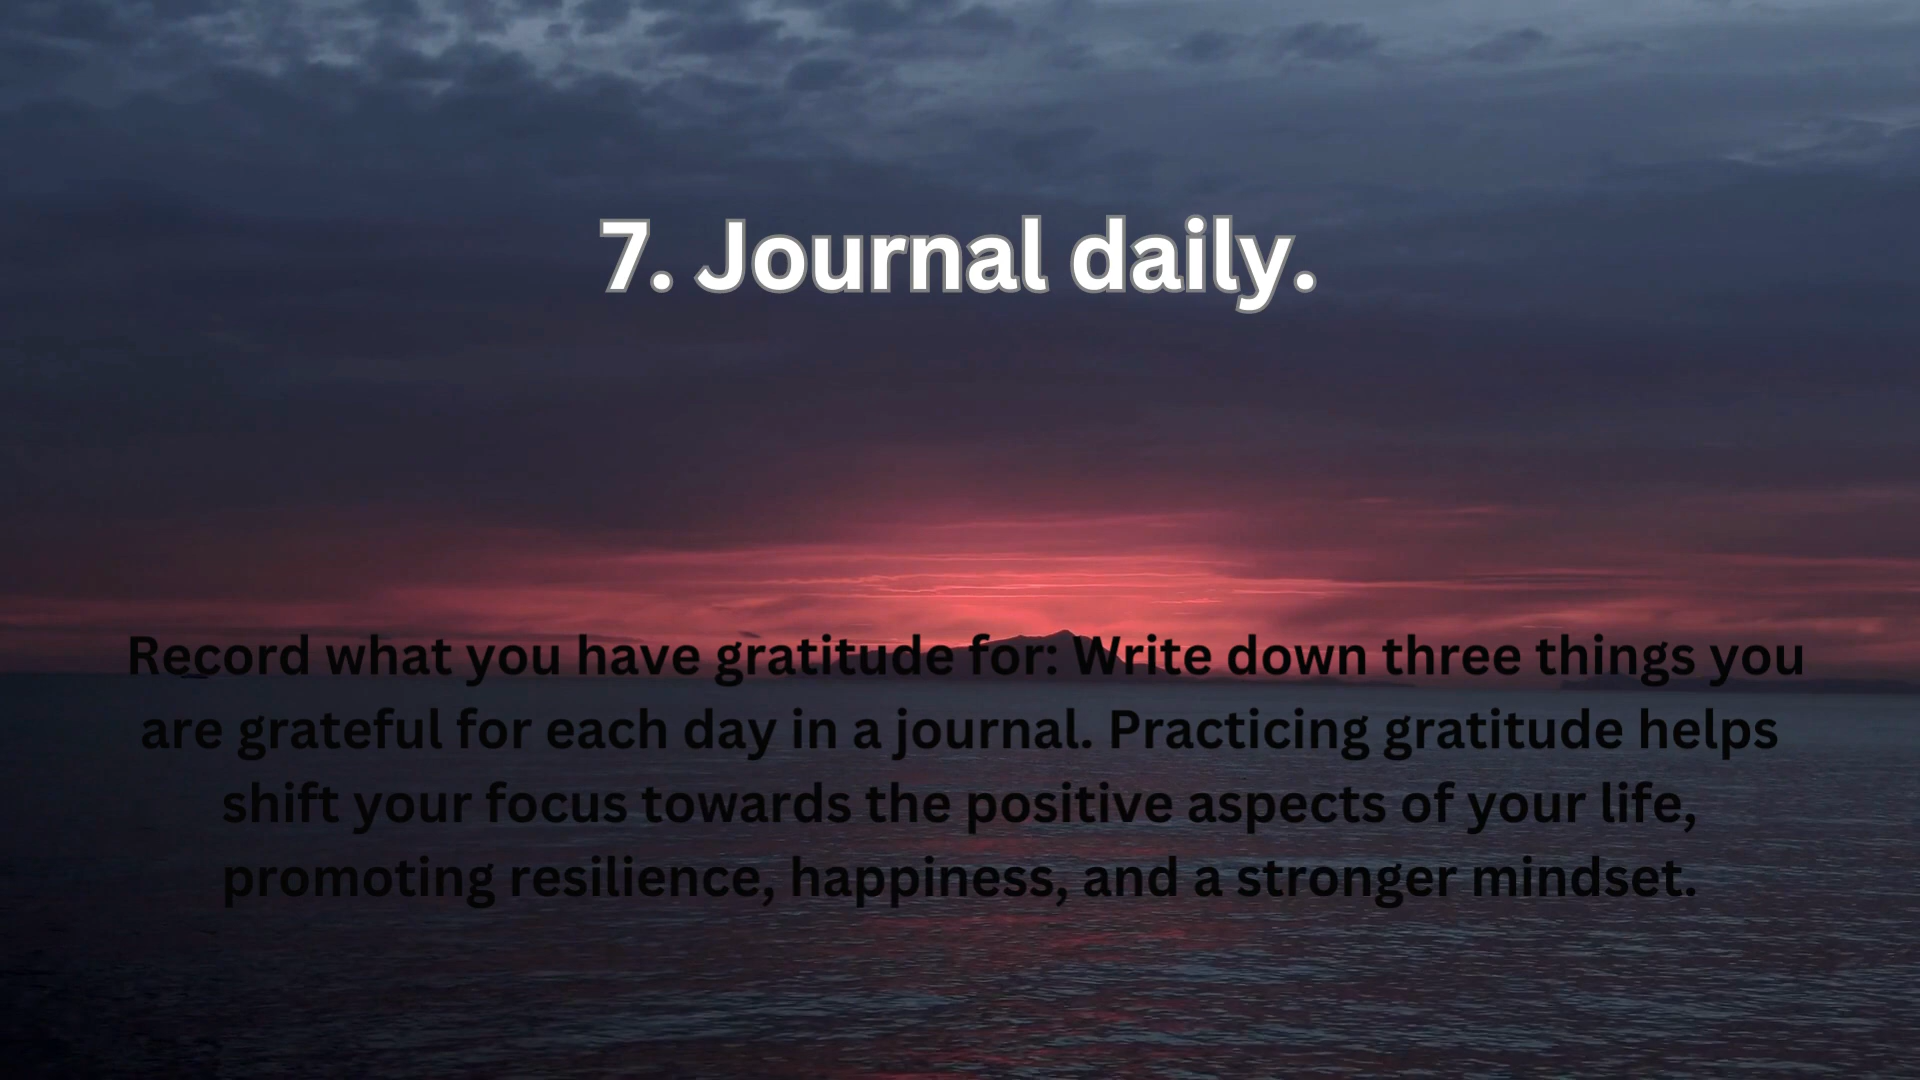 7. Journal daily.
Record what you have gratitude for: Write down three things you
are grateful for each day in a journal. Practicing gratitude helps
shift your focus towards the positive aspects of your life,
promoting resilience, happiness, and a stronger mindset.